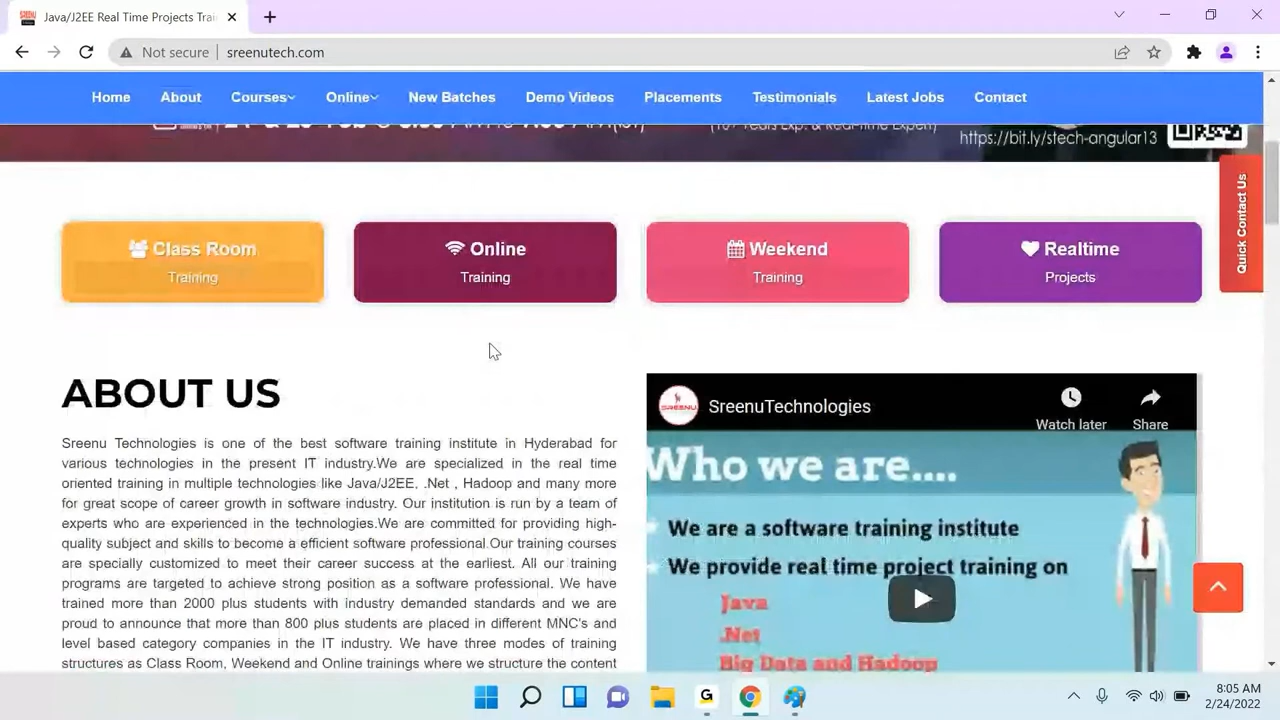 Java/J2EE Real Time Projects Trai
Not secure
sreenutech.com
Home
About
Courses
Online
New Batches
Demo Videos
Placements
Testimonials
Latest Jobs
Contact
https://bit.ly/stech-angular13
Class Room
Training
Online
Training
Weekend
Training
Realtime
Projects
Quick Contact Us
ABOUT US
Sreenu Technologies is one of the best software training institute in Hyderabad for
various technologies in the present IT industry.We are specialized in the real time
oriented training in multiple technologies like Java/J2EE, .Net , Hadoop and many more
for great scope of career growth in software industry. Our institution is run by a team of
experts who are experienced in the technologies.We are committed for providing high-
quality subject and skills to become a efficient software professional.Our training courses
are specially customized to meet their career success at the earliest. All our training
programs are targeted to achieve strong position as a software professional. We have
trained more than 2000 plus students with industry demanded standards and we are
proud to announce that more than 800 plus students are placed in different MNC's and
level based category companies in the IT industry. We have three modes of training
structures as Class Room, Weekend and Online trainings where we structure the content
SREENU
SreenuTechnologies
Watch later
Share
Who we are....
We are a software training institute
We provide real time project training on
Java
.Net
Big Data and Hadoop
8:05 AM
2/24/2022